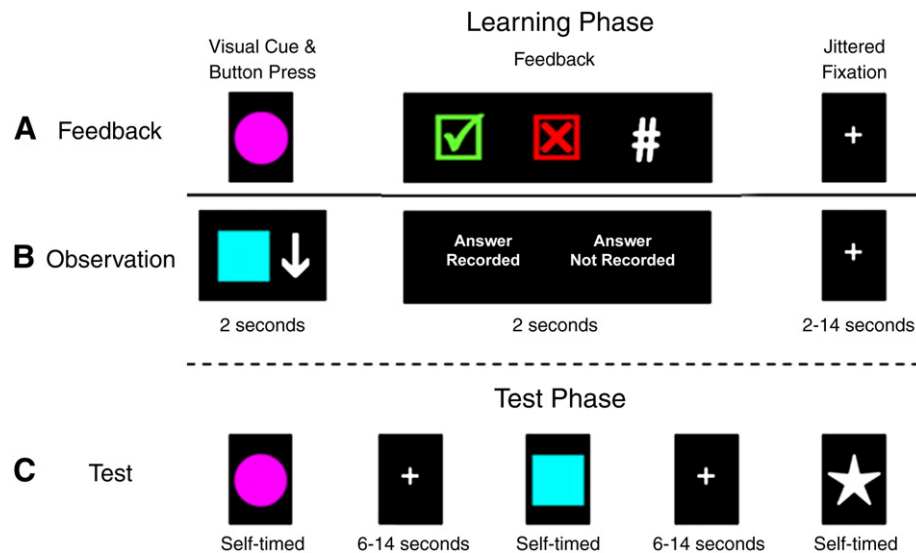 Learning Phase
Visual Cue &
Button Press
Feedback
Jittered
Fixation
A Feedback
#
+
B Observation
Answer
Recorded
Answer
Not Recorded
+
2 seconds
2 seconds
2-14 seconds
Test Phase
C Test
+
+
Self-timed
6-14 seconds
Self-timed
6-14 seconds
Self-timed